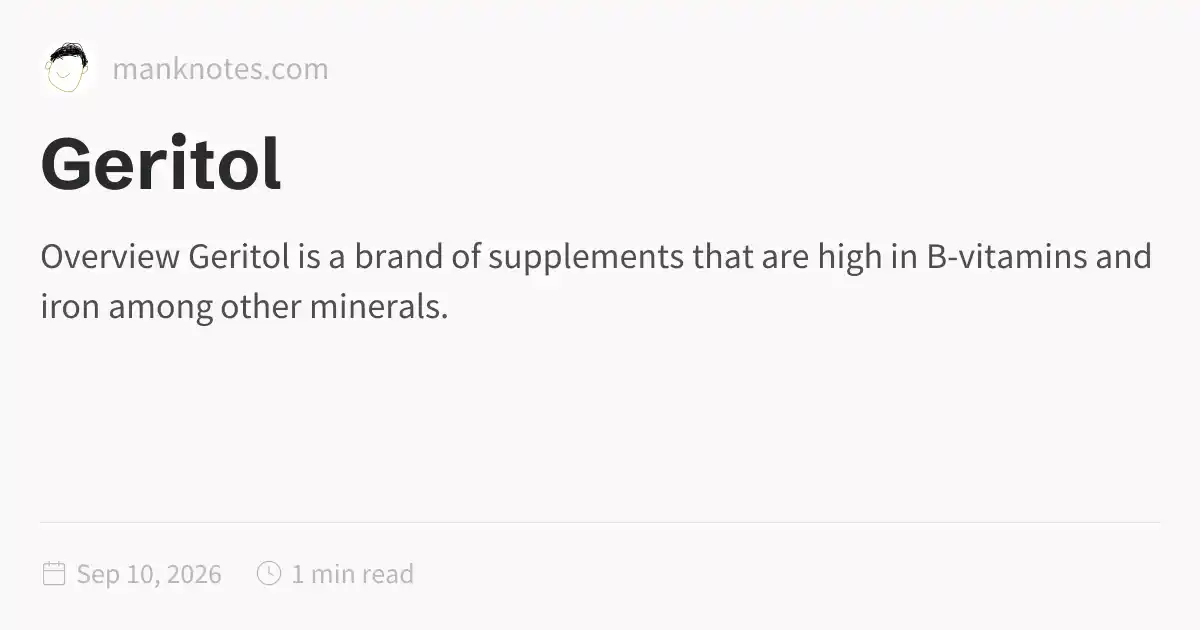 manknotes.com
Geritol
Overview Geritol is a brand of supplements that are high in B-vitamins and
iron among other minerals.
Sep 10, 2026 1 min read